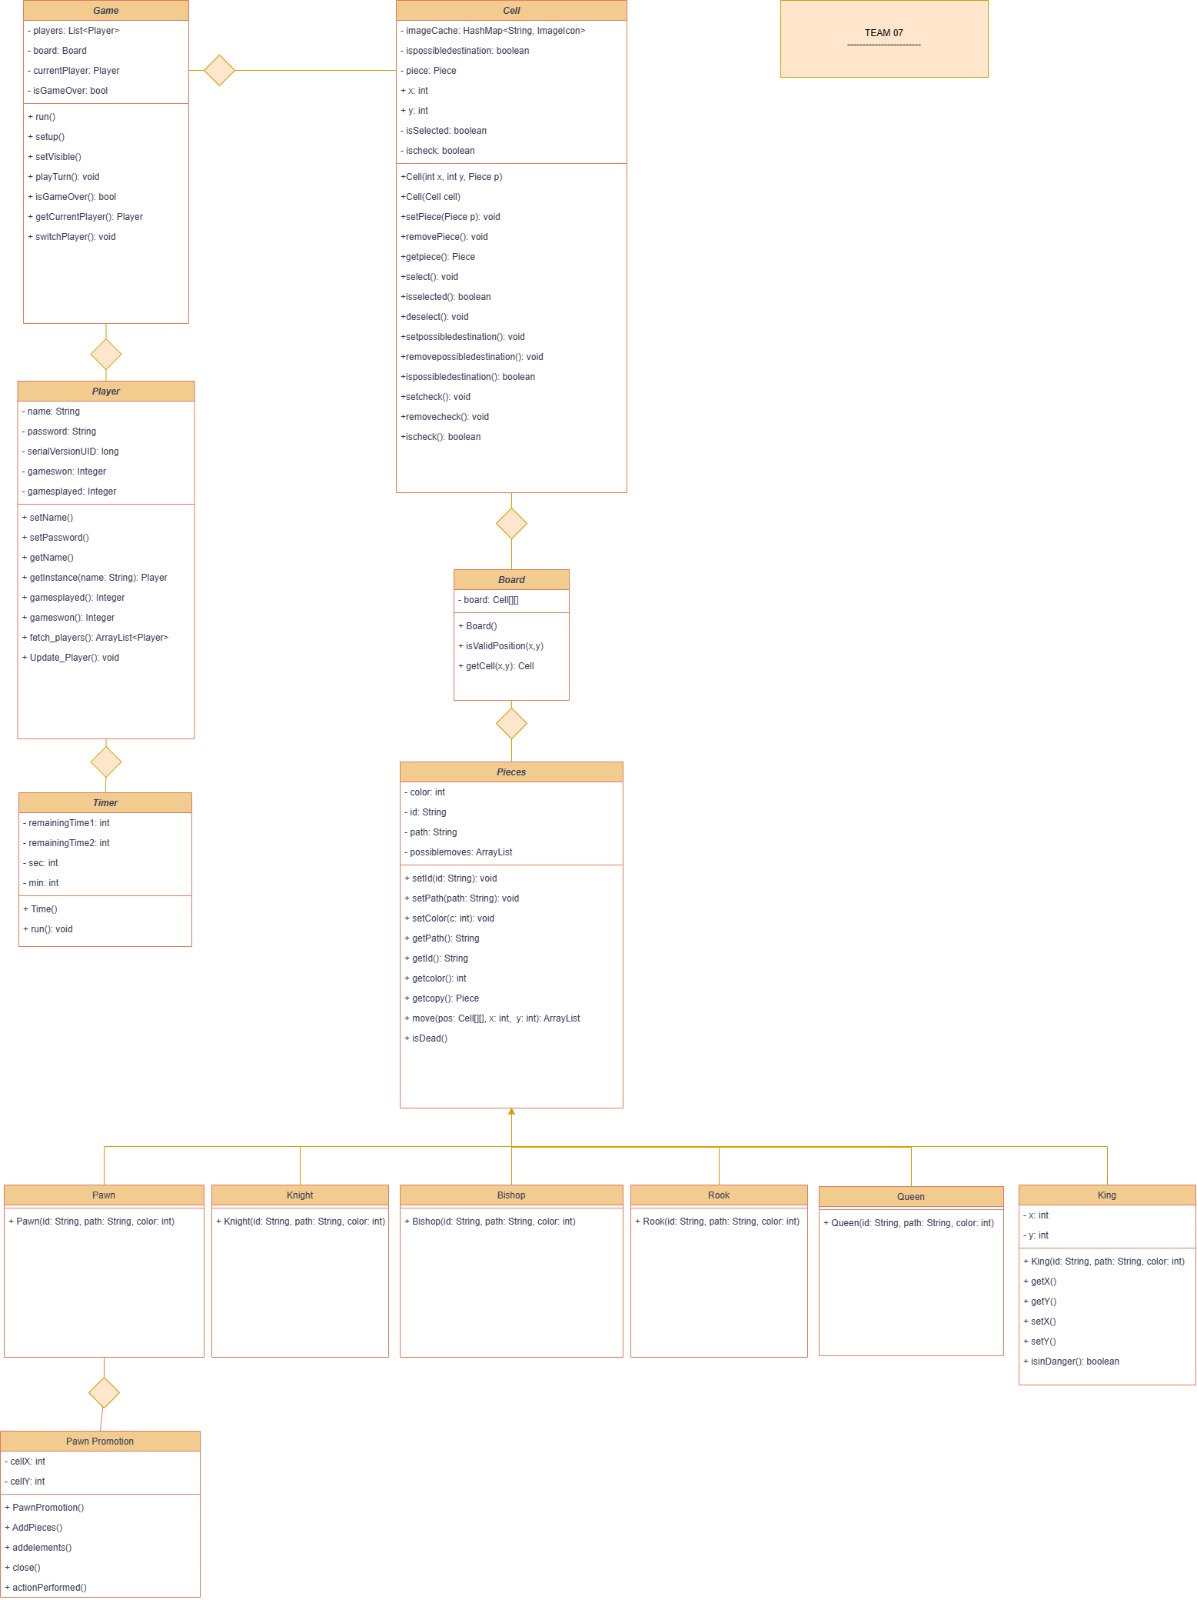 Game
- players: List<Player>
- board: Board
- currentPlayer: Player
- isGameOver: bool
+ run()
+ setup()
+ setVisible()
+ playTurn(): void
+ isGameOver(): bool
+ getCurrentPlayer(): Player
+ switchPlayer(): void
Cell
- imageCache: HashMap<String, ImageIcon>
- ispossibledestination: boolean
- piece: Piece
+ x: int
+ y: int
- isSelected: boolean
- ischeck: boolean
+Cell(int x, int y, Piece p)
+Cell(Cell cell)
+setPiece(Piece p): void
+removePiece(): void
+getpiece(): Piece
+select(): void
+isselected(): boolean
+deselect(): void
+setpossibledestination(): void
+removepossibledestination(): void
+ispossibledestination(): boolean
+setcheck(): void
+removecheck(): void
+ischeck(): boolean
TEAM 07
------------------------
Player
- name: String
- password: String
- serialVersionUID: long
- gameswon: Integer
- gamesplayed: Integer
+ setName()
+ setPassword()
+ getName()
+ getInstance(name: String): Player
+ gamesplayed(): Integer
+ gameswon(): Integer
+ fetch_players(): ArrayList<Player>
+ Update_Player(): void
Board
- board: Cell[][]
+ Board()
+ isValidPosition(x,y)
+ getCell(x,y): Cell
Timer
- remainingTime1: int
- remainingTime2: int
- sec: int
- min: int
+ Time()
+ run(): void
Pieces
- color: int
- id: String
- path: String
- possiblemoves: ArrayList
+ setId(id: String): void
+ setPath(path: String): void
+ setColor(c: int): void
+ getPath(): String
+ getId(): String
+ getcolor(): int
+ getcopy(): Piece
+ move(pos: Cell[][], x: int, y: int): ArrayList
+ isDead()
Pawn
+ Pawn(id: String, path: String, color: int)
Knight
+ Knight(id: String, path: String, color: int)
Bishop
+ Bishop(id: String, path: String, color: int)
Rook
+ Rook(id: String, path: String, color: int)
Queen
+ Queen(id: String, path: String, color: int)
King
- x: int
- y: int
+ King(id: String, path: String, color: int)
+ getX()
+ getY()
+ setX()
+ setY()
+ isinDanger(): boolean
Pawn Promotion
- cellX: int
- cellY: int
+ PawnPromotion()
+ AddPieces()
+ addelements()
+ close()
+ actionPerformed()